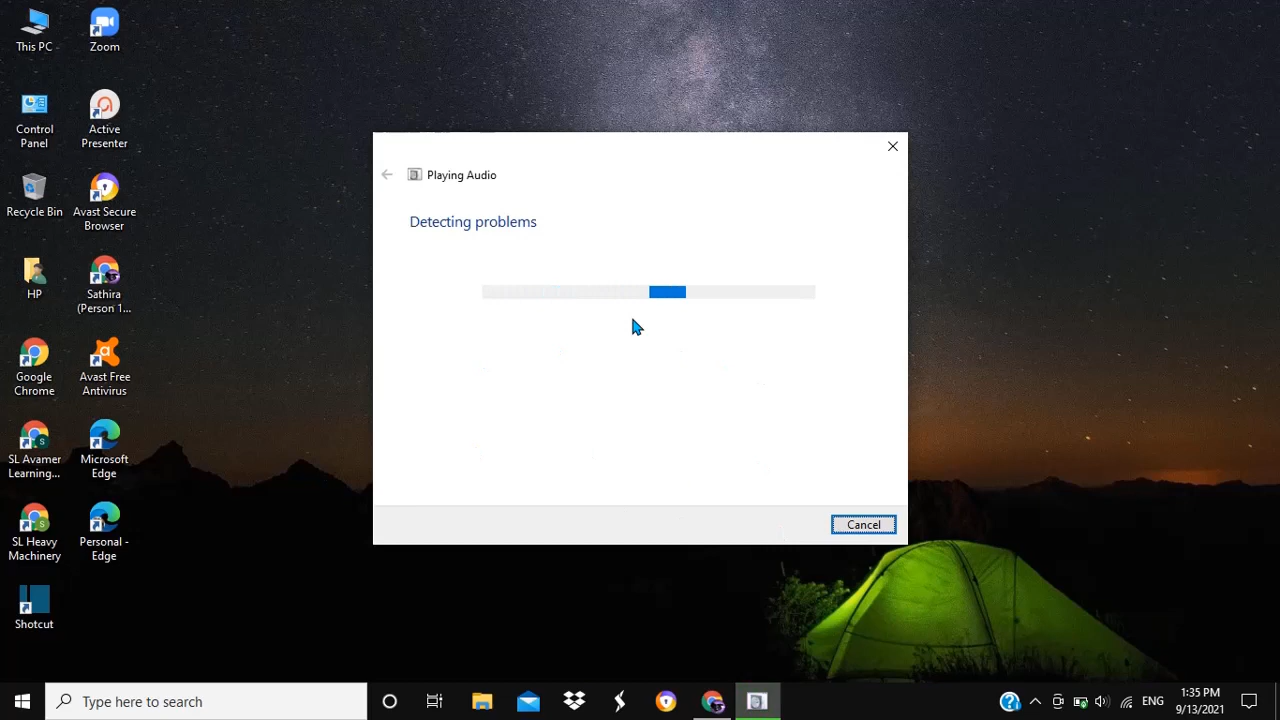 This PC
Zoom
Control
Panel
Active
Presenter
Recycle Bin
Avast Secure
Browser
HP
Sathira
(Person 1...
Google
Chrome
Avast Free
Antivirus
SL Avamer
Learning...
Microsoft
Edge
SL Heavy
Machinery
Personal -
Edge
Shotcut
Playing Audio
Detecting problems
Cancel
Type here to search
ENG
1:35 PM
9/13/2021